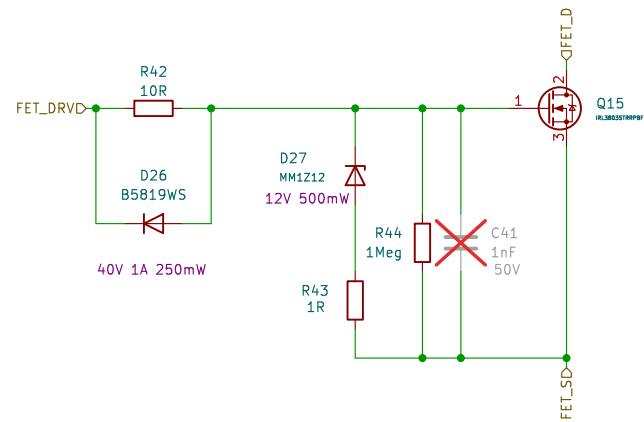 FET_D
R42
10R
FET_DRV
1
2
Q15
IRL3803STRRPBF
3
D26
B5819WS
40V 1A 250mW
D27
MM1Z12
12V 500mW
R44
1Meg
C41
1nF
50V
R43
1R
FET_S